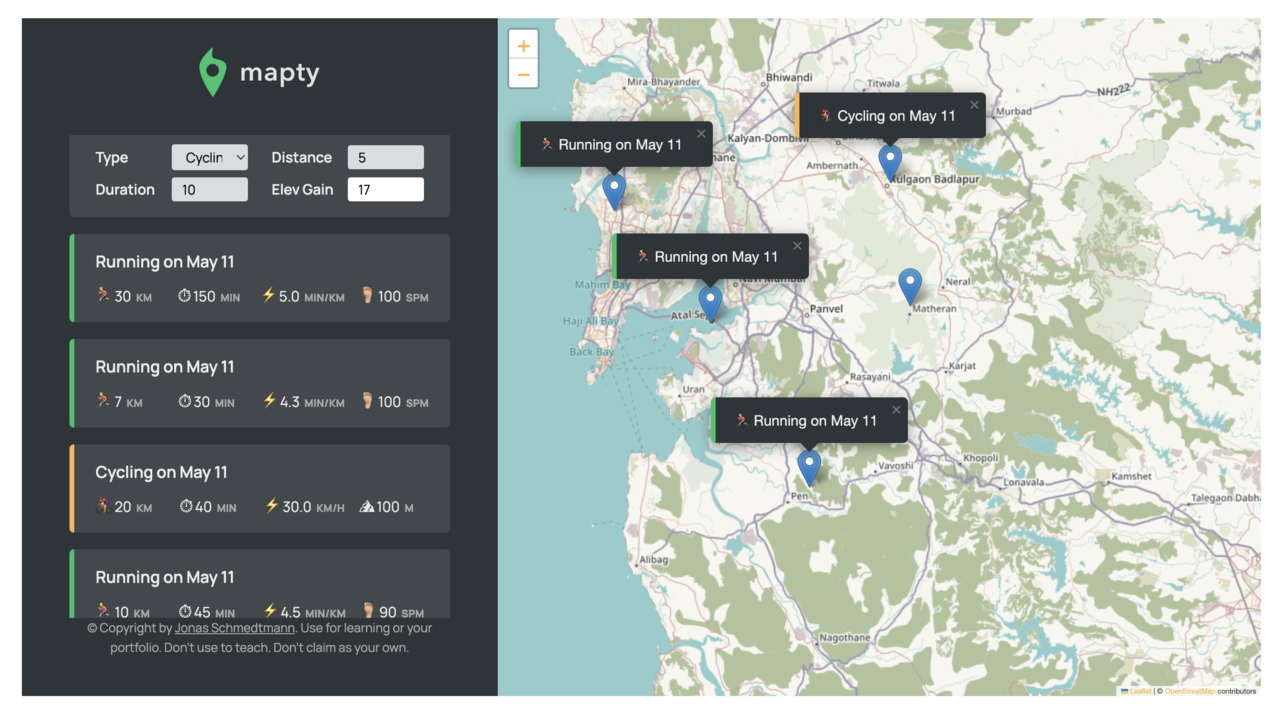 mapty
Type Cyclin Distance 5
Duration 10 Elev Gain 17
Running on May 11
30 KM 150 MIN 5.0 MIN/KM 100 SPM
Running on May 11
7 KM 30 MIN 4.3 MIN/KM 100 SPM
Cycling on May 11
20 KM 40 MIN 30.0 KM/H 100 M
Running on May 11
10 KM 45 MIN 4.5 MIN/KM 90 SPM
© Copyright by Jonas Schmedtmann. Use for learning or your
portfolio. Don't use to teach. Don't claim as your own.
+
−
Mira-Bhayander
Bhiwandi
Titwala
NH222
Murbad
× Cycling on May 11
× Running on May 11
Kalyan-Dombivli
hane
Ambernath
Kulgaon Badlapur
× Running on May 11
Navi Mumbai
Mahim Bay
Neral
Matheran
Panvel
Atal Se
Haji Ali Bay
Back Bay
Karjat
Rasayani
Uran
× Running on May 11
Khopoli
Vavoshi
Kamshet
Lonavala
Pen
Talegaon Dabh
Alibag
Nagothane
Leaflet | © OpenStreetMap contributors